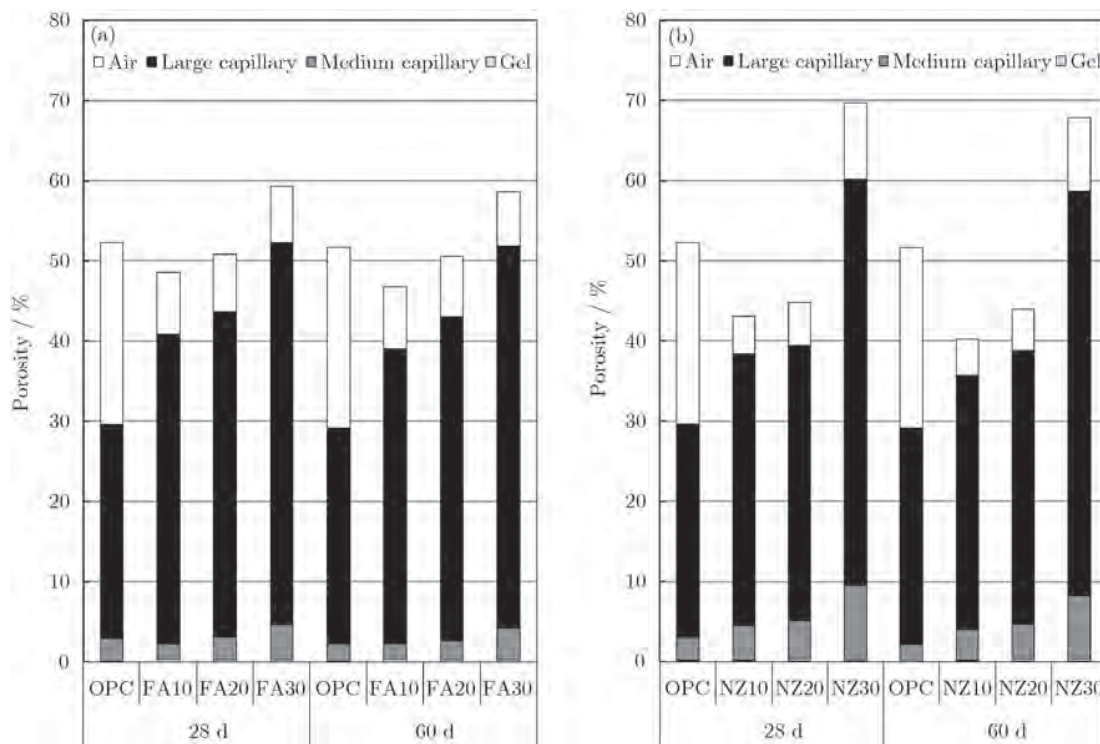 (a)
Air Large capillary Medium capillary Gel
Porosity / %
80
70
60
50
40
30
20
10
0
OPC FA10 FA20 FA30 OPC FA10 FA20 FA30
28 d 60 d
(b)
Air Large capillary Medium capillary Gel
Porosity / %
80
70
60
50
40
30
20
10
0
OPC NZ10 NZ20 NZ30 OPC NZ10 NZ20 NZ30
28 d 60 d